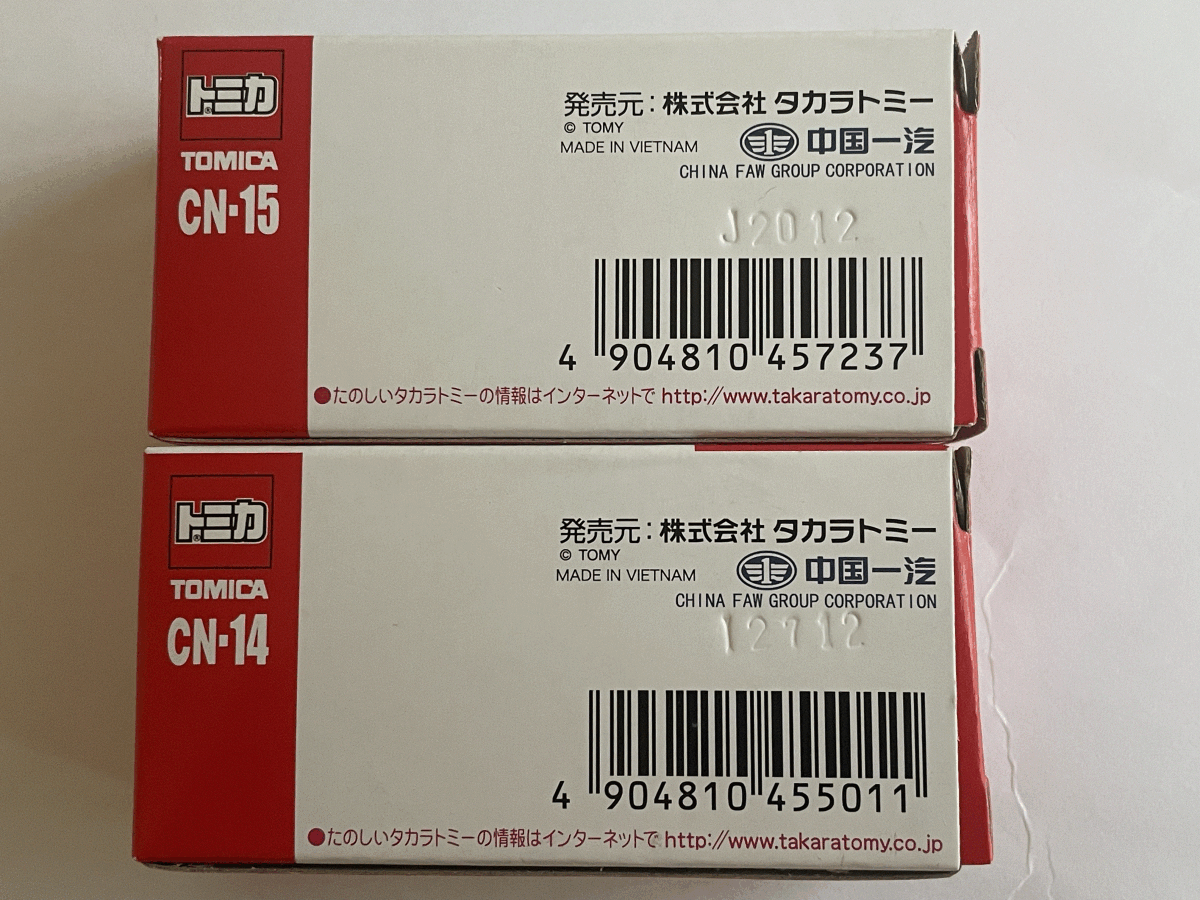 トミカ
TOMICA
CN-15
発売元：株式会社 タカラトミー
© TOMY
MADE IN VIETNAM
中国一汽
CHINA FAW GROUP CORPORATION
J2012
4 904810 457237
●たのしいタカラトミーの情報はインターネットで http://www.takaratomy.co.jp
トミカ
TOMICA
CN-14
発売元：株式会社 タカラトミー
© TOMY
MADE IN VIETNAM
中国一汽
CHINA FAW GROUP CORPORATION
I2712
4 904810 455011
●たのしいタカラトミーの情報はインターネットで http://www.takaratomy.co.jp